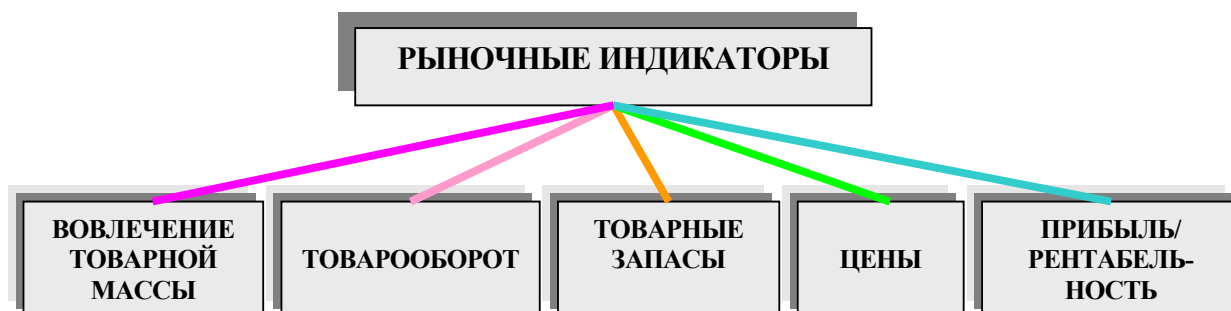 РЫНОЧНЫЕ ИНДИКАТОРЫ
ВОВЛЕЧЕНИЕ
ТОВАРНОЙ
МАССЫ
ТОВАРООБОРОТ
ТОВАРНЫЕ
ЗАПАСЫ
ЦЕНЫ
ПРИБЫЛЬ/
РЕНТАБЕЛЬ-
НОСТЬ